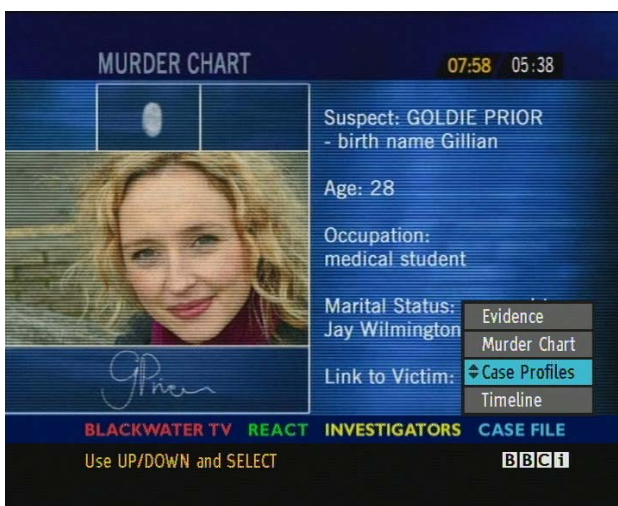 MURDER CHART
07:58 05:38
Suspect: GOLDIE PRIOR
- birth name Gillian
Age: 28
Occupation:
medical student
Marital Status:
Jay Wilmington
Link to Victim:
GPrior
Evidence
Murder Chart
Case Profiles
Timeline
BLACKWATER TV REACT INVESTIGATORS CASE FILE
Use UP/DOWN and SELECT
BBCi